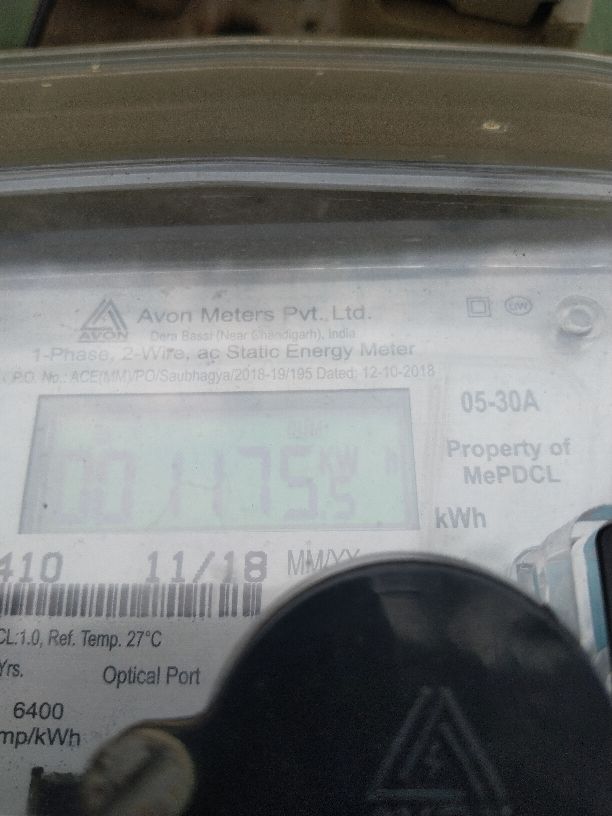 Avon Meters Pvt. Ltd.
AVON
Dera Bassi (Near Chandigarh), India
1-Phase, 2-Wire, ac Static Energy Meter
P.O. No.: ACE(MM)/PO/Saubhagya/2018-19/195 Dated: 12-10-2018
05-30A
Property of
MePDCL
kW h
001175.5
kWh
410 11/18 MM/YY
CL:1.0, Ref. Temp. 27°C
Yrs.
Optical Port
6400
mp/kWh